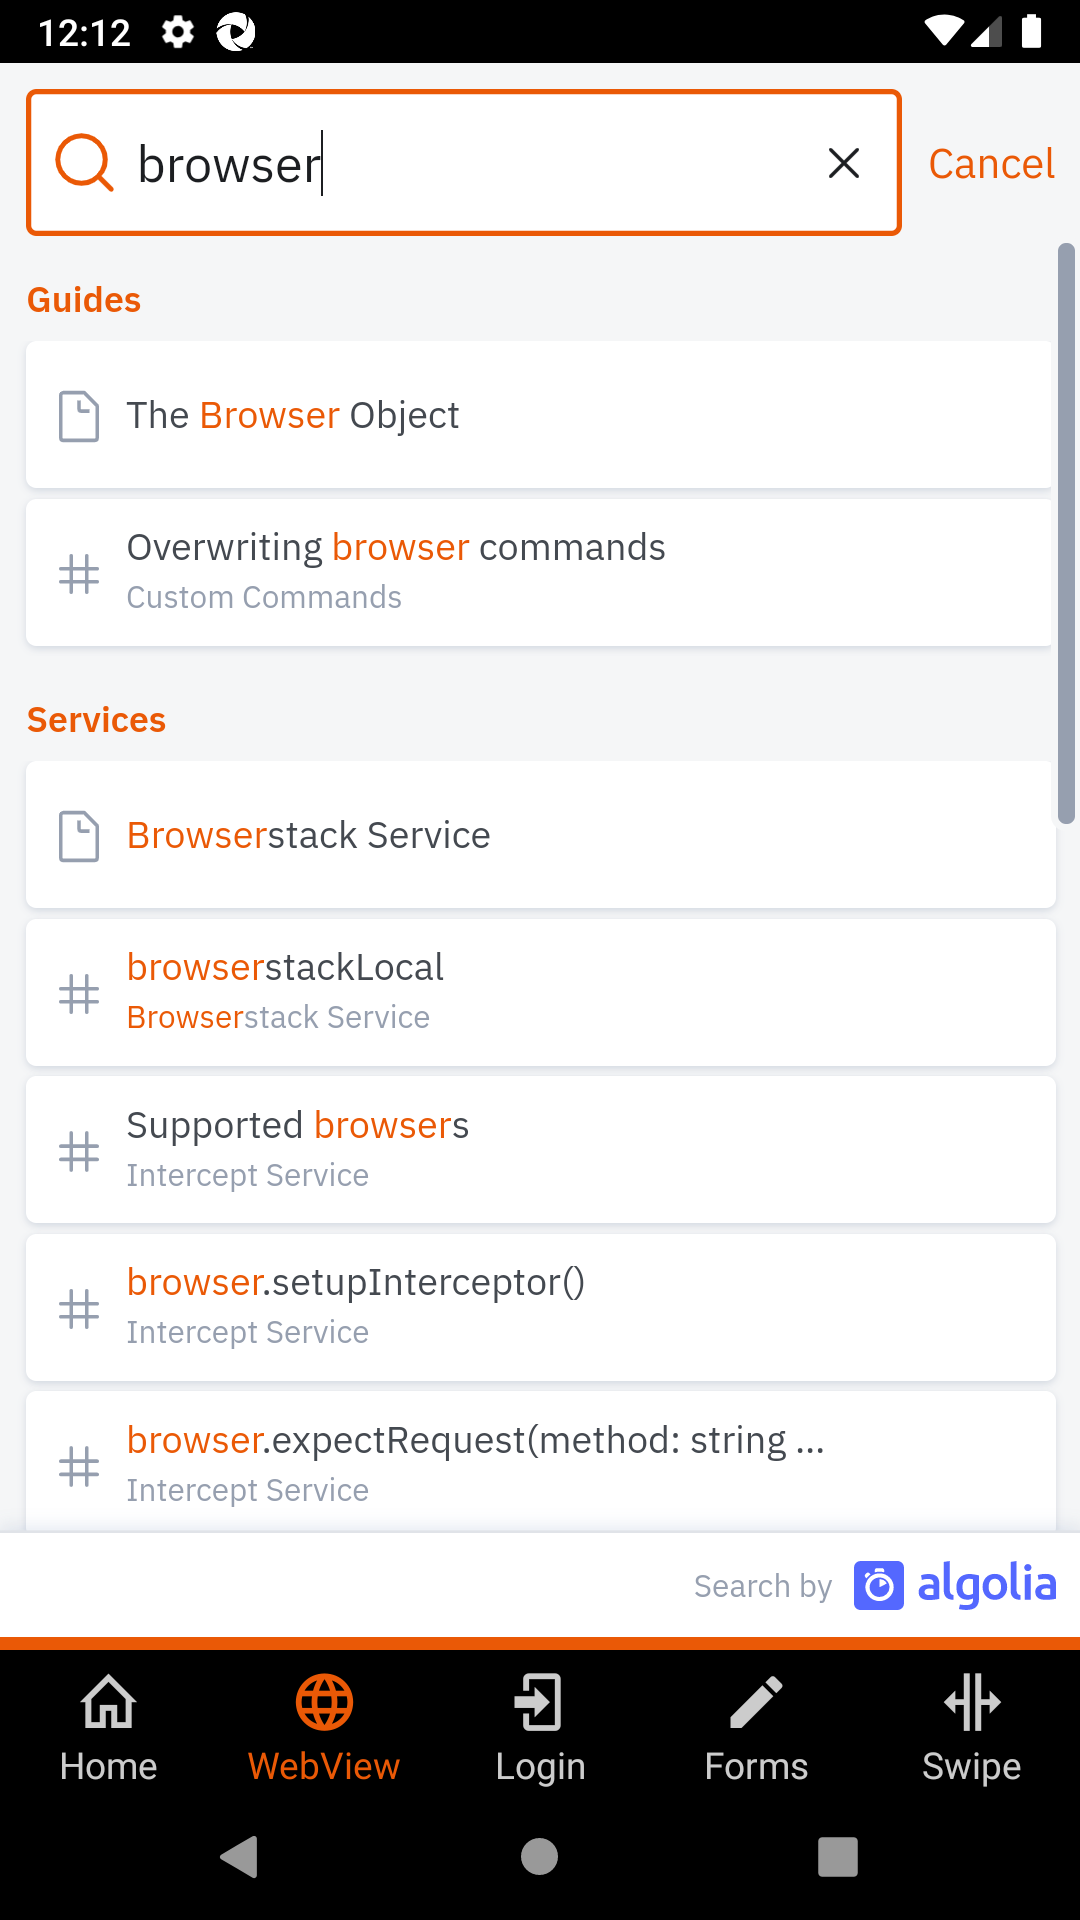 12:12
browser
Cancel
Guides
The Browser Object
Overwriting browser commands
Custom Commands
Services
Browserstack Service
browserstackLocal
Browserstack Service
Supported browsers
Intercept Service
browser.setupInterceptor()
Intercept Service
browser.expectRequest(method: string ...
Intercept Service
Search by algolia
Home WebView Login Forms Swipe